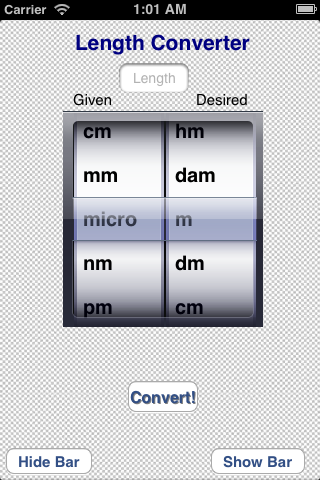 Carrier 1:01 AM
Length Converter
Length
Given Desired
cm hm
mm dam
micro m
nm dm
pm cm
Convert!
Hide Bar Show Bar